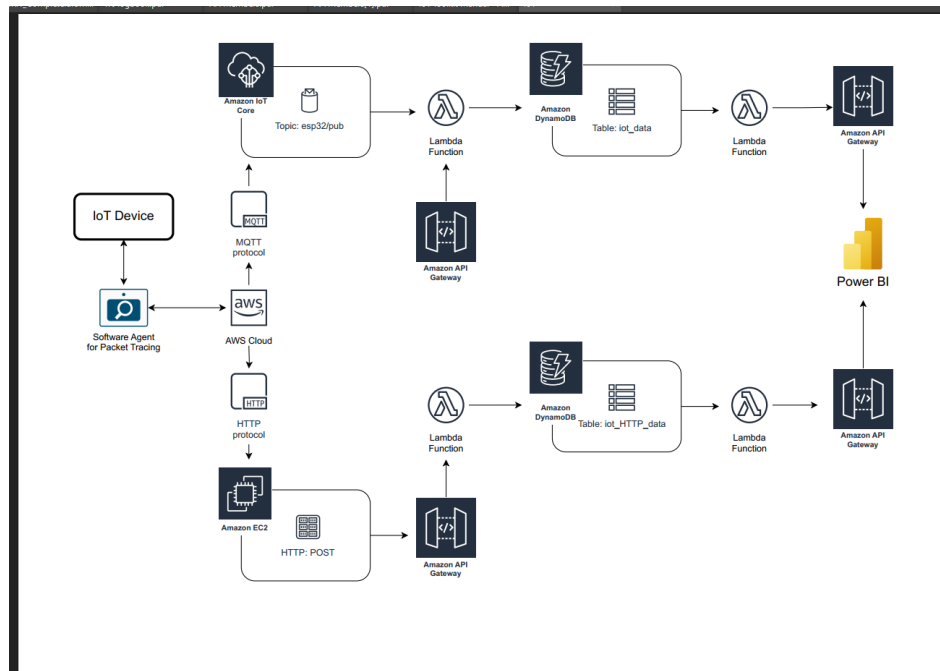 Amazon IoT
Core
Topic: esp32/pub
Lambda
Function
Amazon
DynamoDB
Table: iot_data
Lambda
Function
Amazon API
Gateway
IoT Device
MQTT
MQTT
protocol
Amazon API
Gateway
Power BI
Software Agent
for Packet Tracing
aws
AWS Cloud
HTTP
HTTP
protocol
Lambda
Function
Amazon
DynamoDB
Table: iot_HTTP_data
Lambda
Function
Amazon API
Gateway
Amazon EC2
HTTP: POST
Amazon API
Gateway